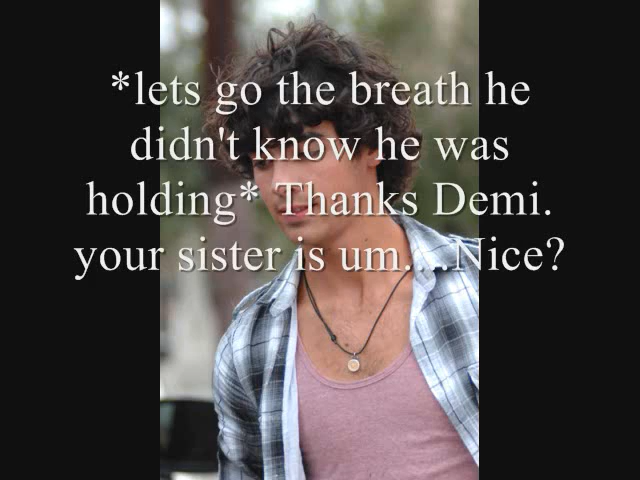 *lets go the breath he
didn't know he was
holding* Thanks Demi.
your sister is um....Nice?